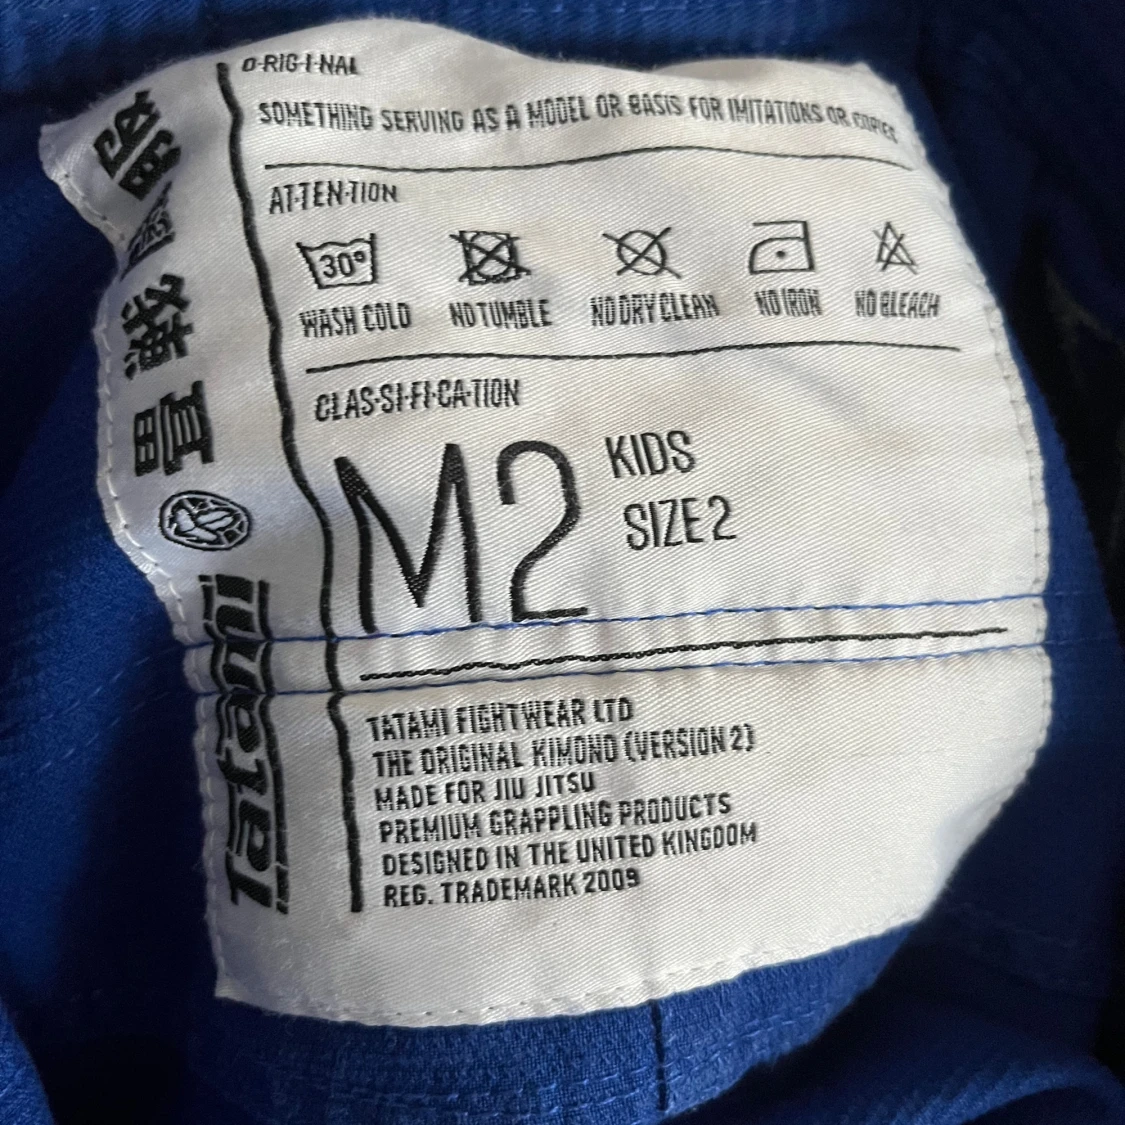 O·RIG·I·NAL
SOMETHING SERVING AS A MODEL OR BASIS FOR IMITATIONS OR COPIES
AT·TEN·TION
30°
WASH COLD NO TUMBLE NO DRY CLEAN NO IRON NO BLEACH
CLAS·SI·FI·CA·TION
M2 KIDS
SIZE 2
TATAMI FIGHTWEAR LTD
THE ORIGINAL KIMONO (VERSION 2)
MADE FOR JIU JITSU
PREMIUM GRAPPLING PRODUCTS
DESIGNED IN THE UNITED KINGDOM
REG. TRADEMARK 2009
Tatami